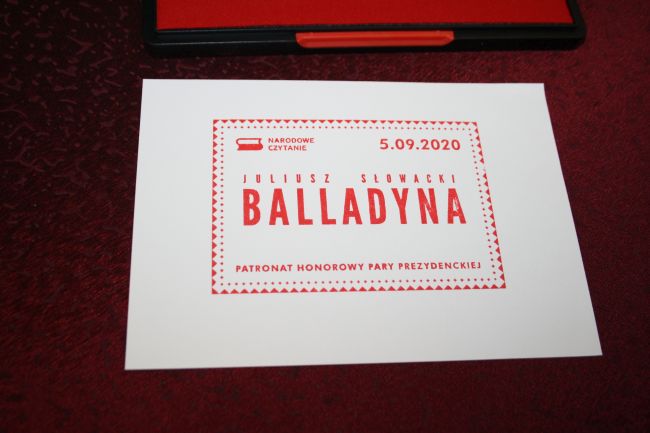 NARODOWE
CZYTANIE
5.09.2020
JULIUSZ SŁOWACKI
BALLADYNA
PATRONAT HONOROWY PARY PREZYDENCKIEJ